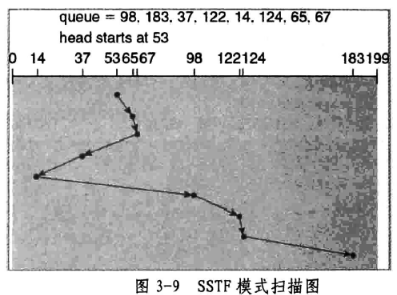 queue = 98, 183, 37, 122, 14, 124, 65, 67
head starts at 53
0 14 37 536567 98 122124 183199
图 3-9 SSTF 模式扫描图